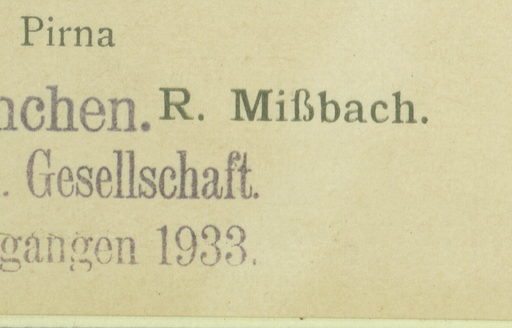 Pirna
nchen. R. Mißbach.
. Gesellschaft.
gangen 1933.